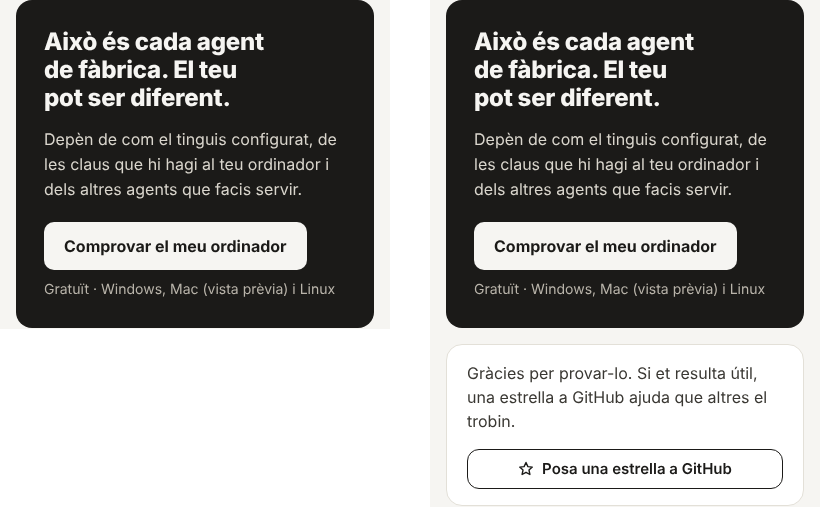 Això és cada agent
de fàbrica. El teu
pot ser diferent.
Depèn de com el tinguis configurat, de
les claus que hi hagi al teu ordinador i
dels altres agents que facis servir.
Comprovar el meu ordinador
Gratuït · Windows, Mac (vista prèvia) i Linux
Això és cada agent
de fàbrica. El teu
pot ser diferent.
Depèn de com el tinguis configurat, de
les claus que hi hagi al teu ordinador i
dels altres agents que facis servir.
Comprovar el meu ordinador
Gratuït · Windows, Mac (vista prèvia) i Linux
Gràcies per provar-lo. Si et resulta útil,
una estrella a GitHub ajuda que altres el
trobin.
Posa una estrella a GitHub